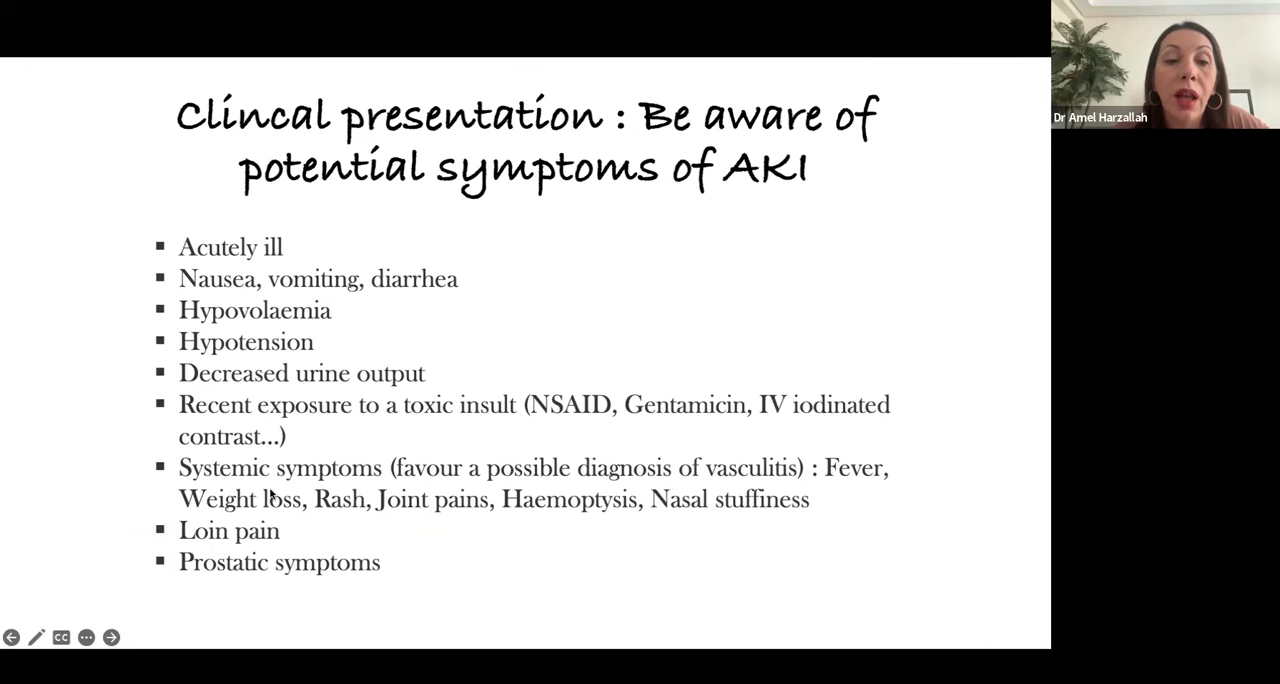 Clincal presentation : Be aware of
potential symptoms of AKI
▪ Acutely ill
▪ Nausea, vomiting, diarrhea
▪ Hypovolaemia
▪ Hypotension
▪ Decreased urine output
▪ Recent exposure to a toxic insult (NSAID, Gentamicin, IV iodinated
contrast...)
▪ Systemic symptoms (favour a possible diagnosis of vasculitis) : Fever,
Weight loss, Rash, Joint pains, Haemoptysis, Nasal stuffiness
▪ Loin pain
▪ Prostatic symptoms
CC
Dr Amel Harzallah